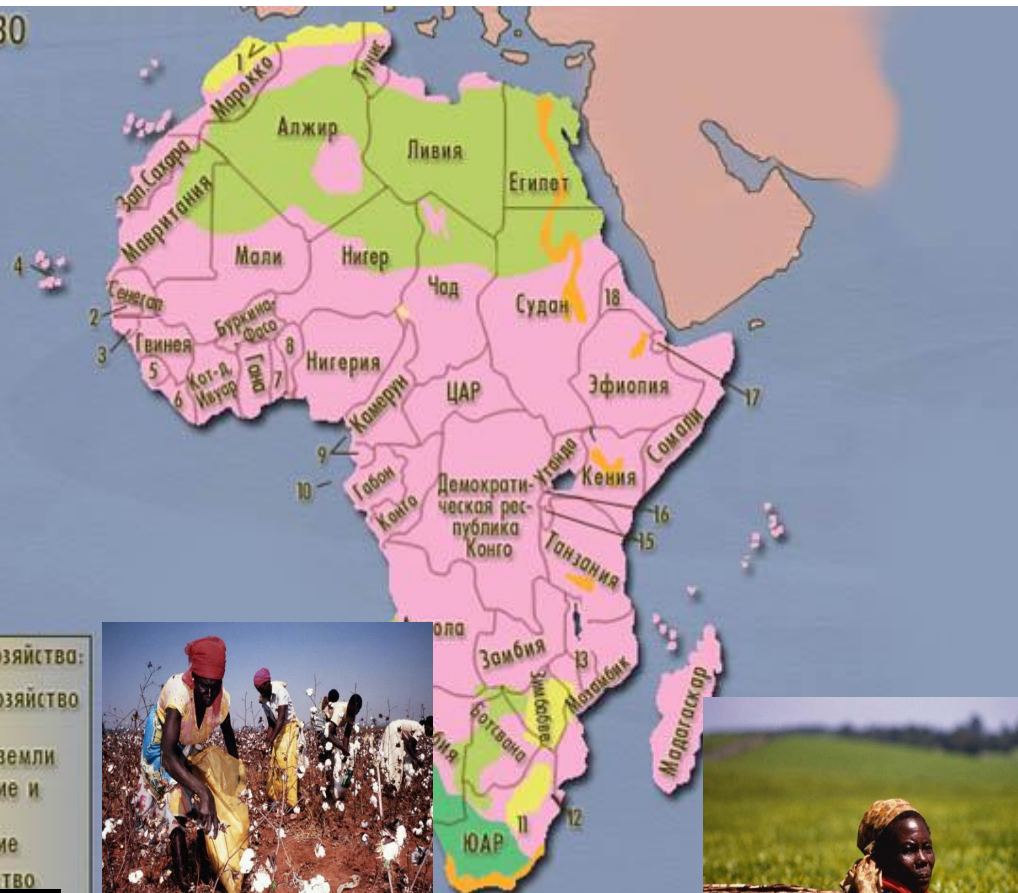 30
1
Марокко
Тунис
Алжир
Ливия
Египет
Зап.Сахара
Мавритания
Мали
Нигер
Чад
Судан
18
4
Сенегал
2
3
Гвинея
5
6
Буркина-
Фасо
Кот-д,
Ивуар
Гана
8
7
Нигерия
Камерун
ЦАР
Эфиопия
17
Сомали
9
10
Габон
Конго
Демократи-
ческая рес-
публика
Конго
Уганда
Кения
16
15
Танзания
ола
Замбия
13
Мозамбик
Зимбабве
Ботсвана
бия
Мадагаскар
11
12
ЮАР
озяйства:
озяйство
земли
ие и
ие
тво